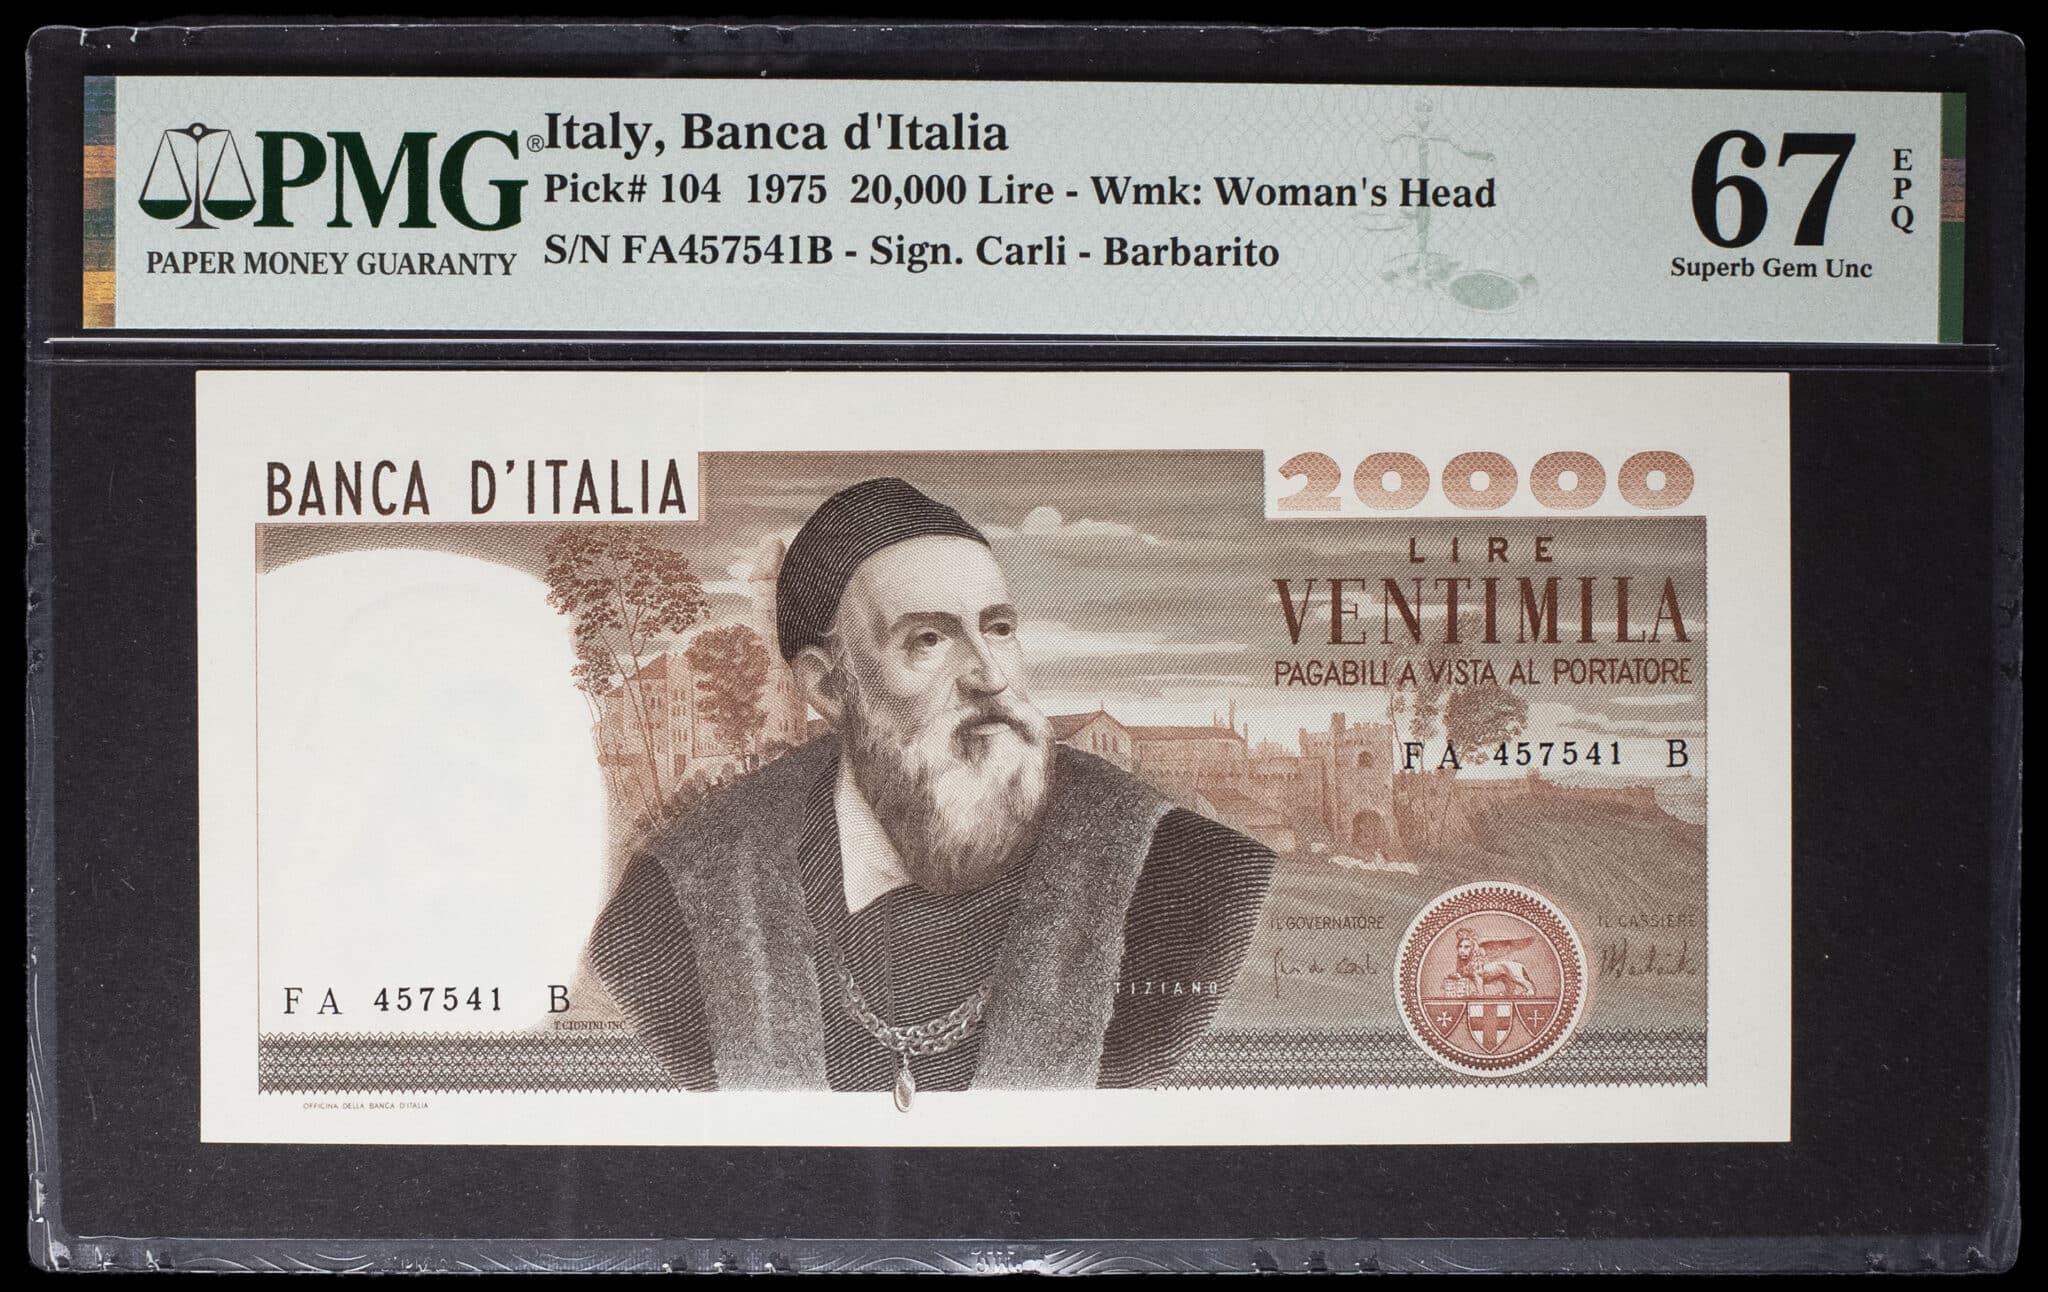 PMG®
PAPER MONEY GUARANTY
Italy, Banca d'Italia
Pick# 104 1975 20,000 Lire - Wmk: Woman's Head
S/N FA457541B - Sign. Carli - Barbarito
67
EPQ
Superb Gem Unc
BANCA D'ITALIA
20000
LIRE
VENTIMILA
PAGABILI A VISTA AL PORTATORE
FA 457541 B
IL GOVERNATORE
IL CASSIERE
TIZIANO
FA 457541 B
T. CIONINI INC.
OFFICINA DELLA BANCA D'ITALIA